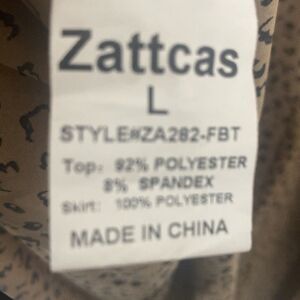 Zattcas
L
STYLE#ZA282-FBT
Top: 92% POLYESTER
8% SPANDEX
Skirt: 100% POLYESTER
MADE IN CHINA